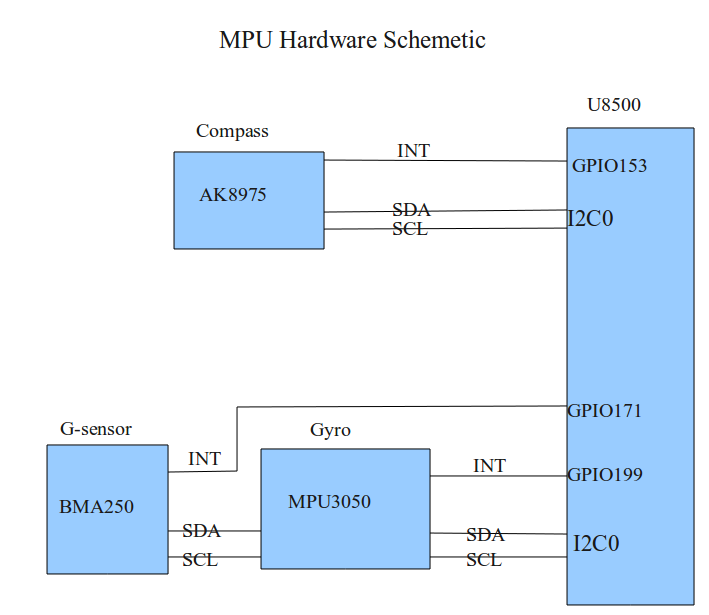 MPU Hardware Schemetic
U8500
Compass
INT
GPIO153
AK8975
SDA
I2C0
SCL
GPIO171
G-sensor
Gyro
INT
INT
GPIO199
BMA250
MPU3050
SDA
SDA
I2C0
SCL
SCL